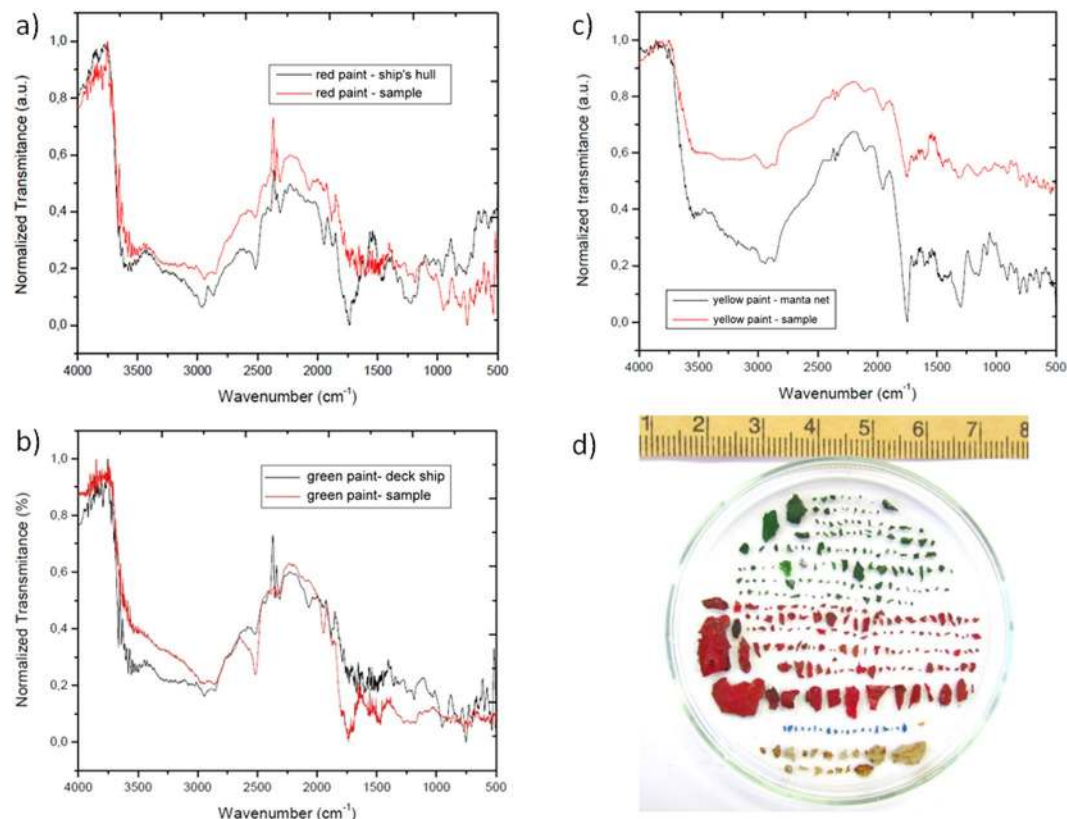 a)
1,0
0,8
0,6
0,4
0,2
0,0
Normalized Transmitance (a.u.)
red paint - ship's hull
red paint - sample
4000 3500 3000 2500 2000 1500 1000 500
Wavenumber (cm-1)
c)
1,0
0,8
0,6
0,4
0,2
0,0
Normalized transmitance (a.u.)
yellow paint - manta net
yellow paint - sample
4000 3500 3000 2500 2000 1500 1000 500
Wavenumber (cm-1)
b)
1,0
0,8
0,6
0,4
0,2
0,0
Normalized Trasnsmitance (%)
green paint- deck ship
green paint- sample
4000 3500 3000 2500 2000 1500 1000 500
Wavenumber (cm-1)
d)
1 2 3 4 5 6 7 8